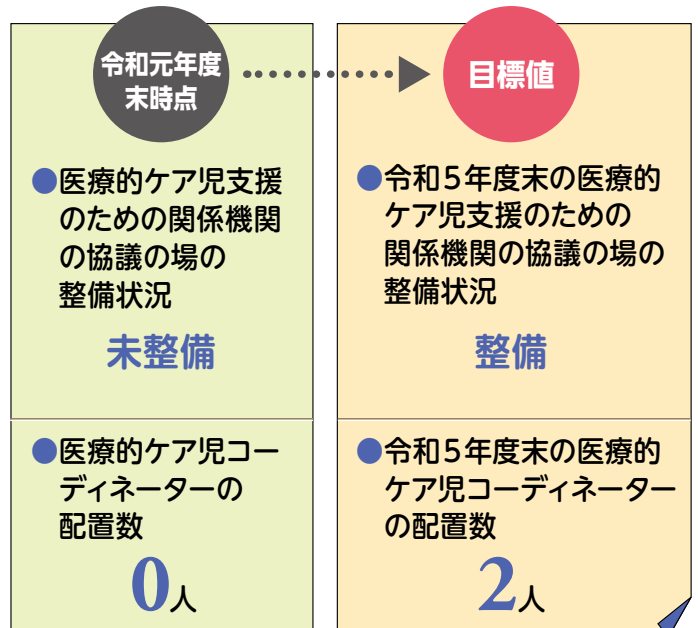 令和元年度
末時点
目標値
●医療的ケア児支援
のための関係機関
の協議の場の
整備状況
未整備
●令和5年度末の医療的
ケア児支援のための
関係機関の協議の場の
整備状況
整備
●医療的ケア児コー
ディネーターの
配置数
0人
●令和5年度末の医療的
ケア児コーディネーター
の配置数
2人